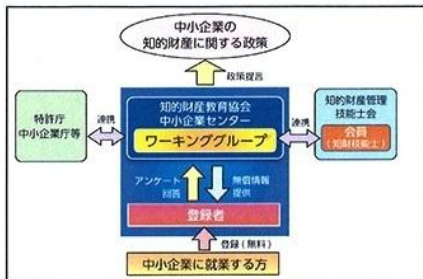 中小企業の
知的財産に関する政策
政策提言
知的財産教育協会
中小企業センター
ワーキンググループ
特許庁
中小企業庁等
連携
連携
知的財産管理
技能士会
会員
(知財技能士)
アンケート
回答
無償情報
提供
登録者
登録(無料)
中小企業に就業する方